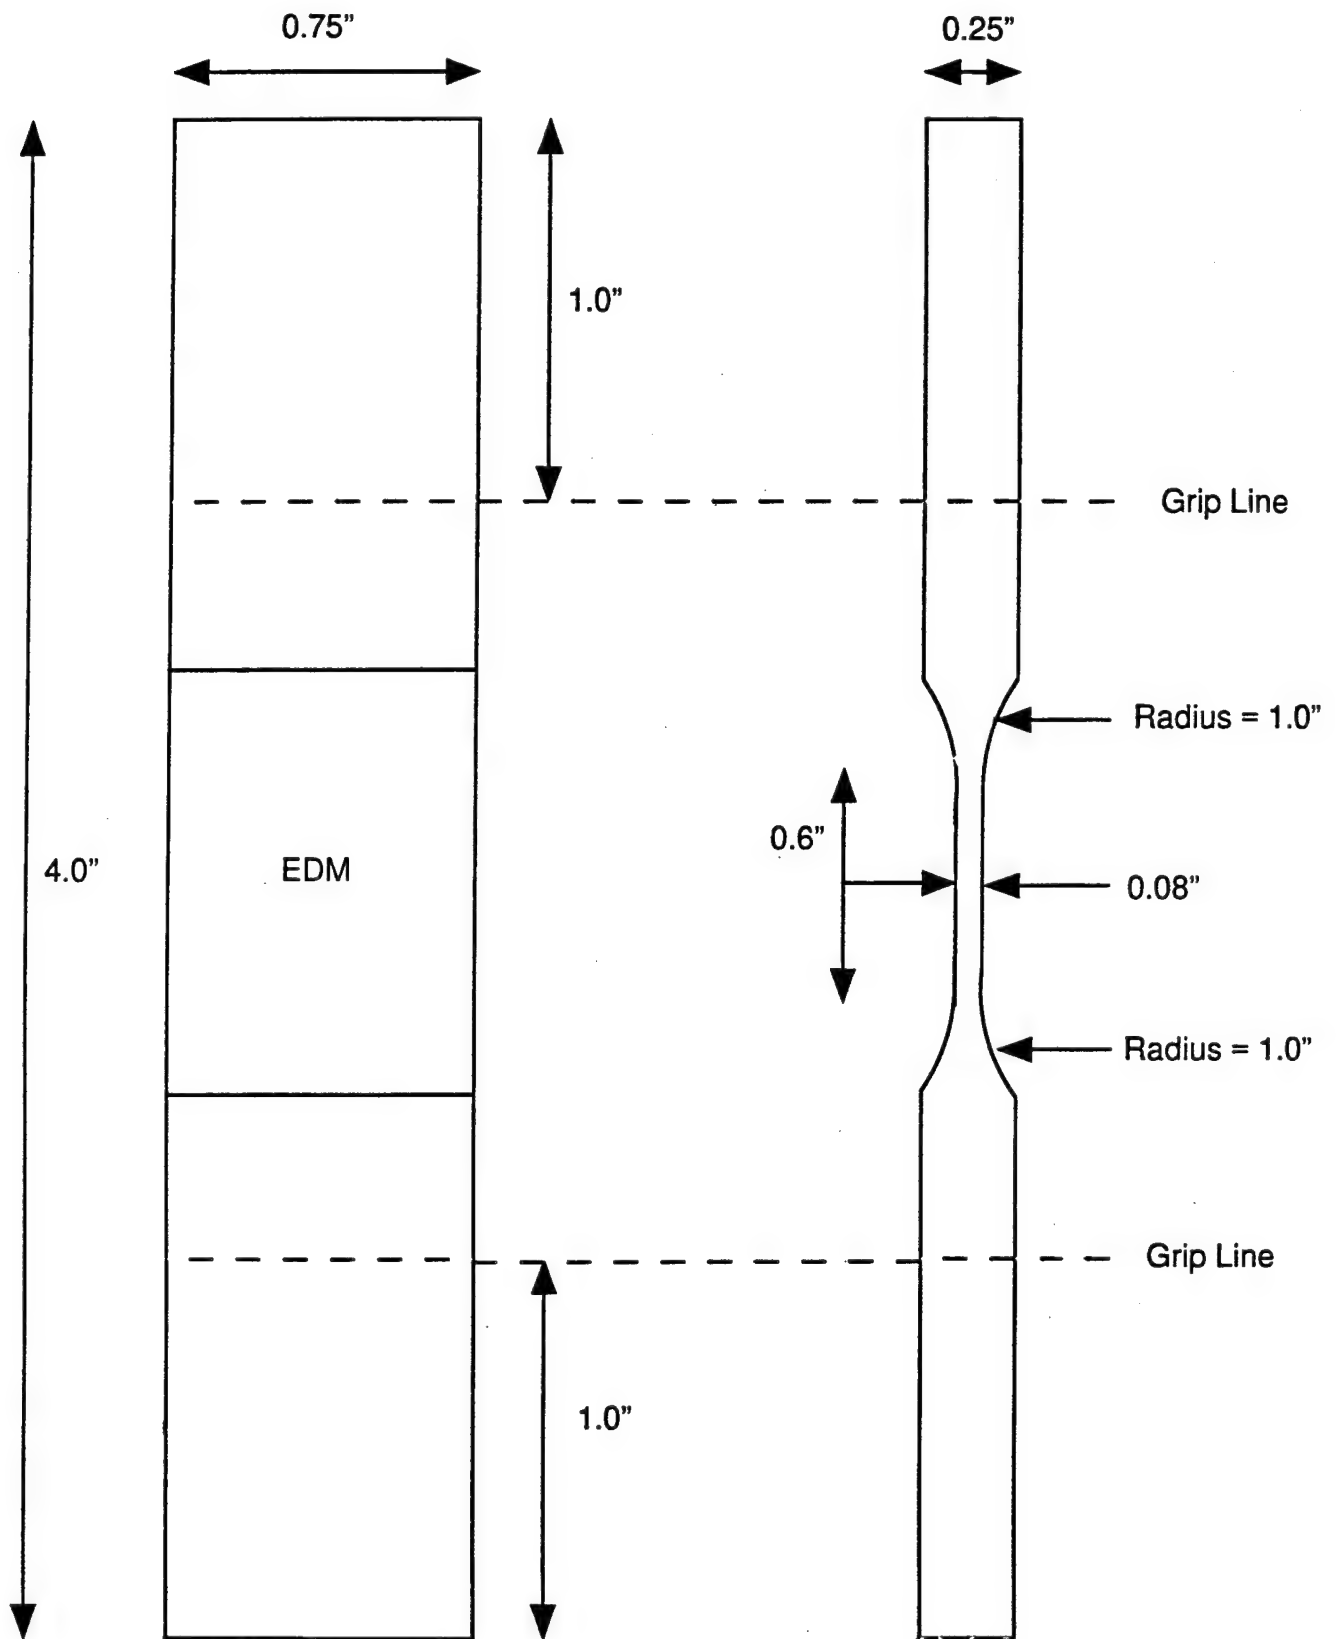 0.75”
0.25”
1.0”
Grip Line
Radius = 1.0”
0.6”
4.0”
EDM
0.08”
Radius = 1.0”
Grip Line
1.0”